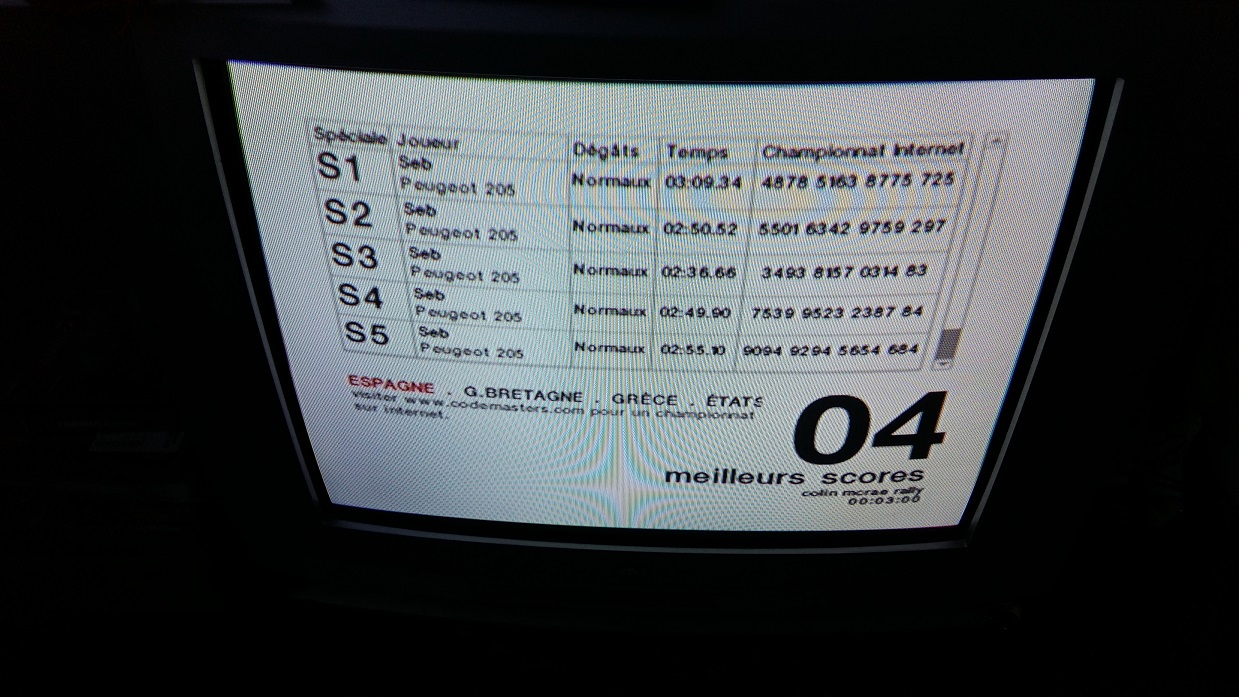 Spéciale Joueur Dégâts Temps Championnat Internet
S1 Seb
Peugeot 205 Normaux 03:09.34 4878 5163 8775 725
S2 Seb
Peugeot 205 Normaux 02:50.52 5501 6342 9759 297
S3 Seb
Peugeot 205 Normaux 02:36.66 3493 8157 0314 83
S4 Seb
Peugeot 205 Normaux 02:49.90 7539 9523 2387 84
S5 Seb
Peugeot 205 Normaux 02:55.10 9094 9294 5654 684
ESPAGNE . G.BRETAGNE . GRÈCE . ÉTATS
visiter www.codemasters.com pour un championnat
sur internet.
04
meilleurs scores
colin mcrae rally
00:03:00